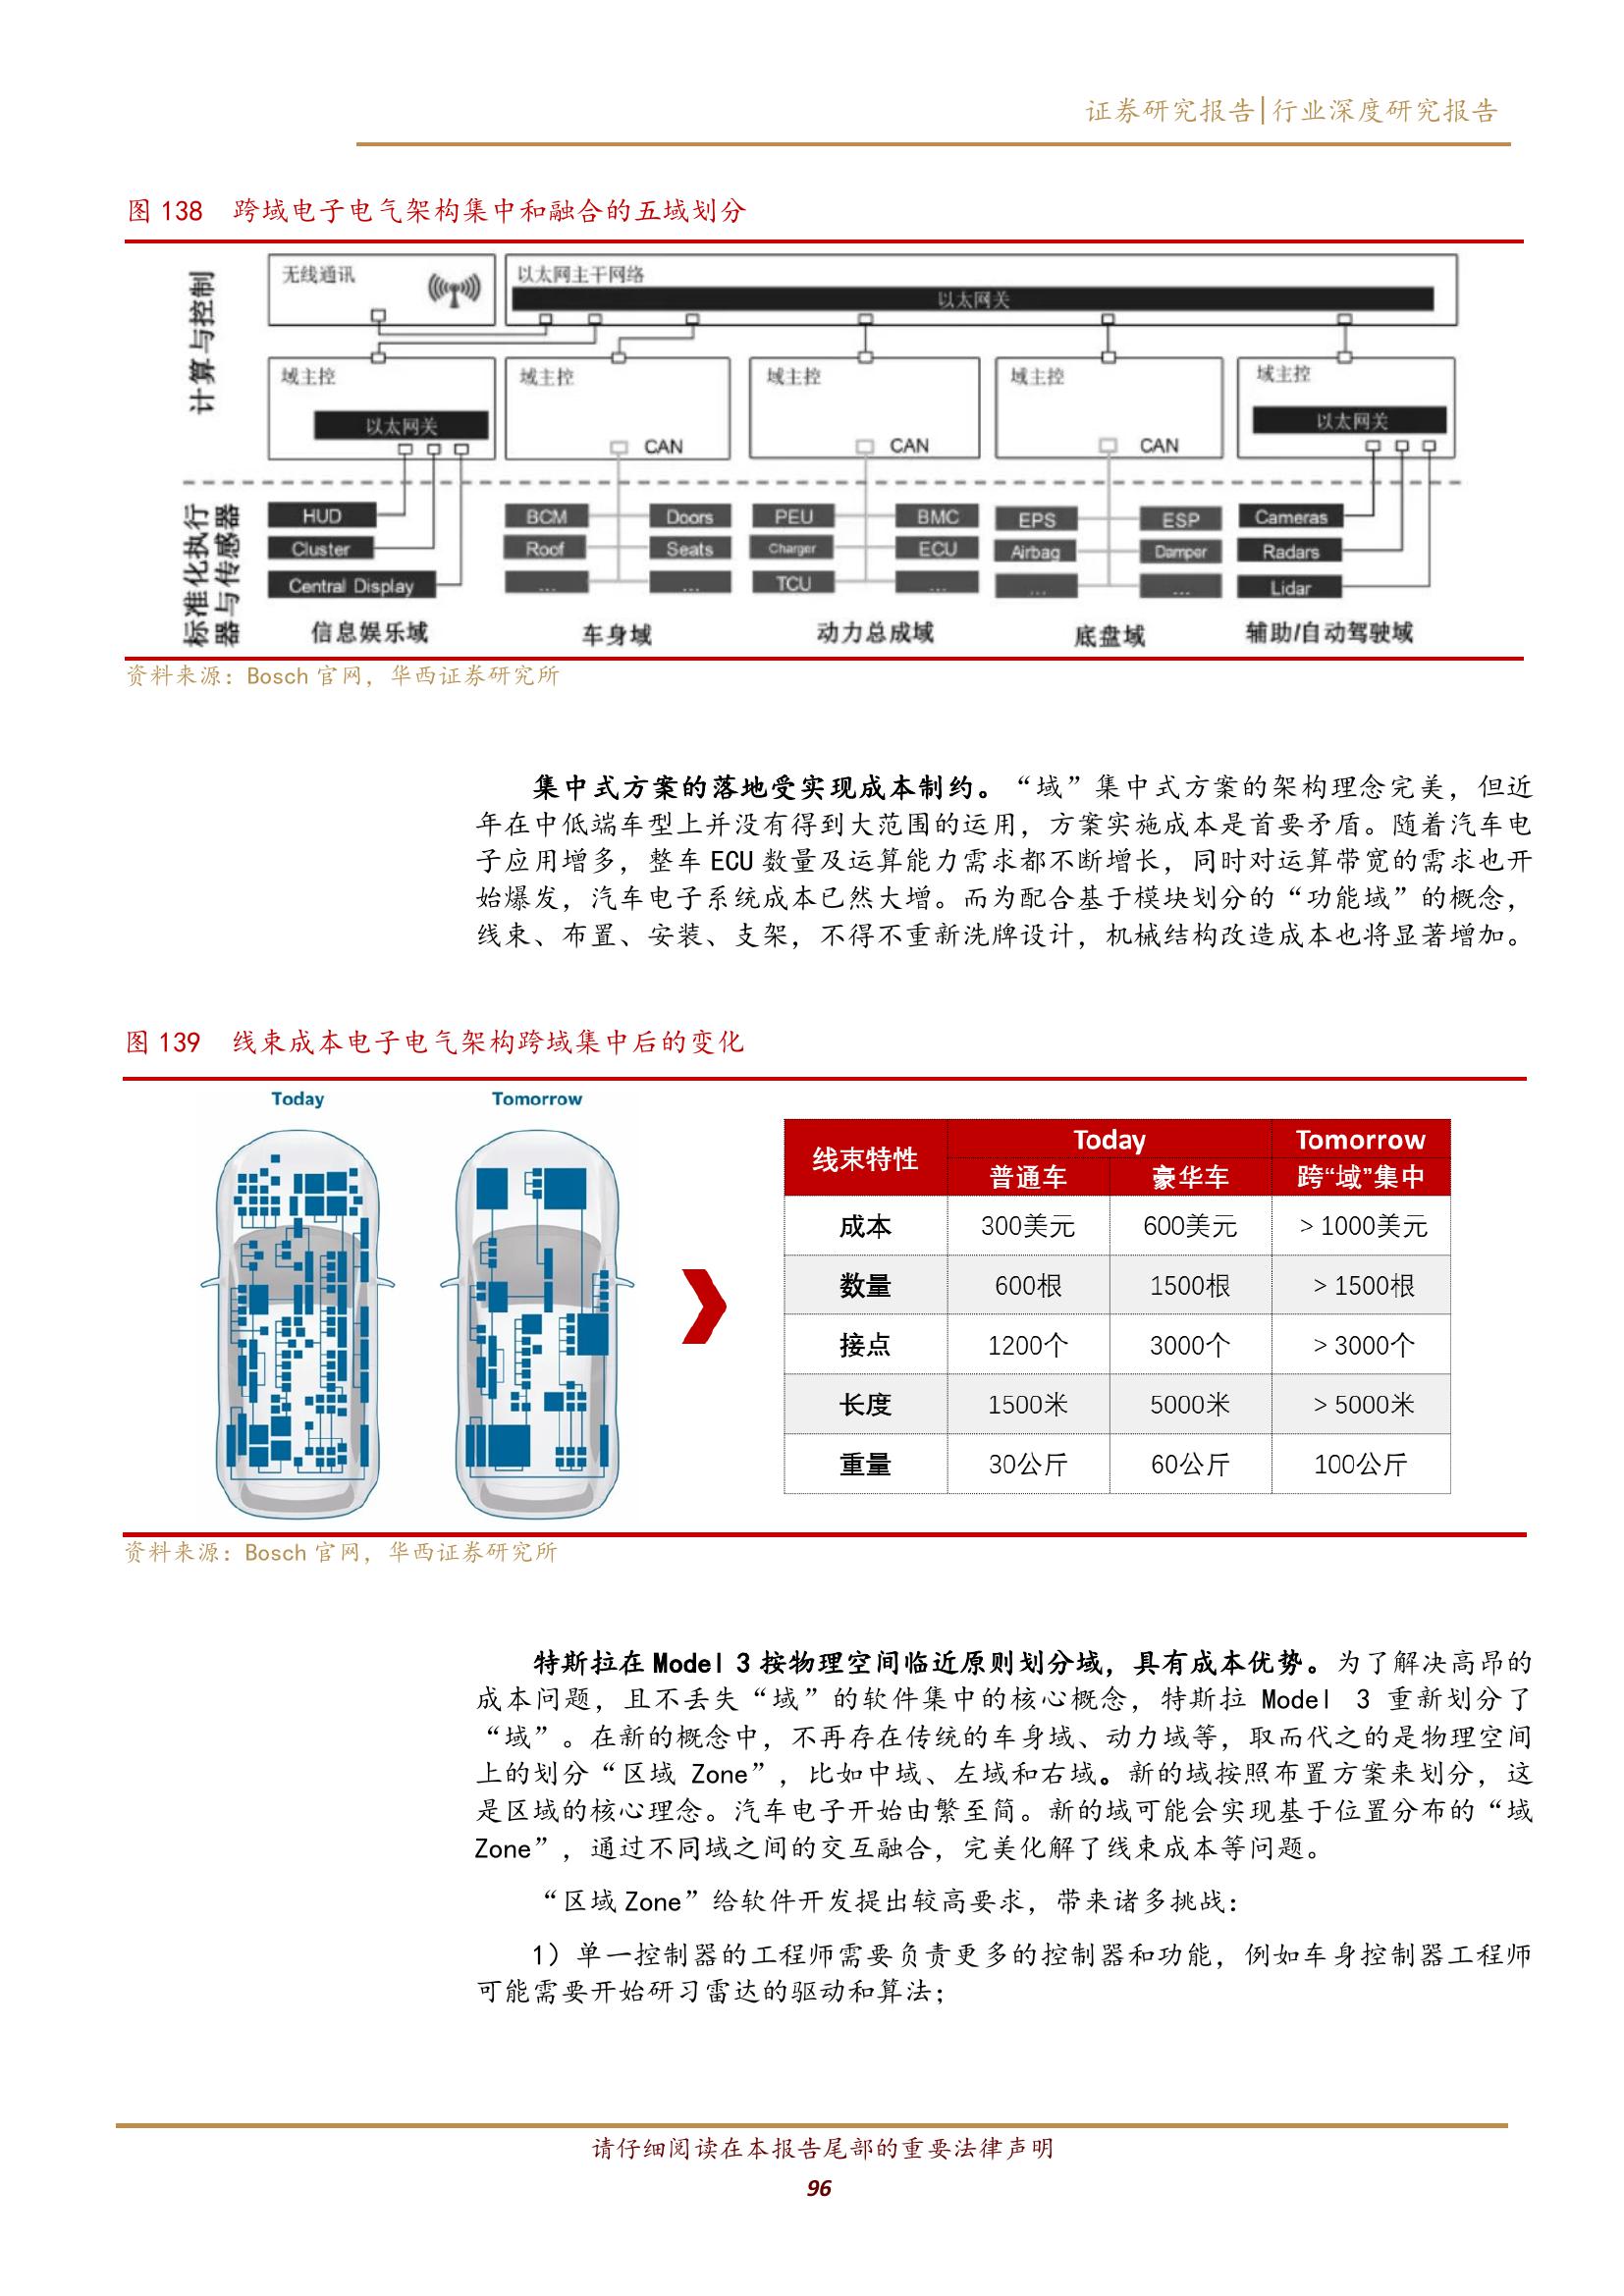 证券研究报告|行业深度研究报告
图 138 跨域电子电气架构集中和融合的五域划分
计算与控制
无线通讯
以太网主干网络
以太网关
域主控
以太网关
域主控
CAN
域主控
CAN
域主控
CAN
域主控
以太网关
标准化执行
器与传感器
HUD
Cluster
Central Display
信息娱乐域
BCM
Doors
Roof
Seats
...
...
车身域
PEU
BMC
Charger
ECU
TCU
...
动力总成域
EPS
ESP
Airbag
Damper
...
...
底盘域
Cameras
Radars
Lidar
辅助/自动驾驶域
资料来源：Bosch 官网，华西证券研究所
集中式方案的落地受实现成本制约。“域”集中式方案的架构理念完美，但近
年在中低端车型上并没有得到大范围的运用，方案实施成本是首要矛盾。随着汽车电
子应用增多，整车 ECU 数量及运算能力需求都不断增长，同时对运算带宽的需求也开
始爆发，汽车电子系统成本已然大增。而为配合基于模块划分的“功能域”的概念，
线束、布置、安装、支架，不得不重新洗牌设计，机械结构改造成本也将显著增加。
图 139 线束成本电子电气架构跨域集中后的变化
Today
Tomorrow
线束特性 Today Tomorrow
普通车 豪华车 跨“域”集中
成本 300美元 600美元 > 1000美元
数量 600根 1500根 > 1500根
接点 1200个 3000个 > 3000个
长度 1500米 5000米 > 5000米
重量 30公斤 60公斤 100公斤
资料来源：Bosch 官网，华西证券研究所
特斯拉在 Model 3 按物理空间临近原则划分域，具有成本优势。为了解决高昂的
成本问题，且不丢失“域”的软件集中的核心概念，特斯拉 Model 3 重新划分了
“域”。在新的概念中，不再存在传统的车身域、动力域等，取而代之的是物理空间
上的划分“区域 Zone”，比如中域、左域和右域。新的域按照布置方案来划分，这
是区域的核心理念。汽车电子开始由繁至简。新的域可能会实现基于位置分布的“域
Zone”，通过不同域之间的交互融合，完美化解了线束成本等问题。
“区域 Zone”给软件开发提出较高要求，带来诸多挑战：
1）单一控制器的工程师需要负责更多的控制器和功能，例如车身控制器工程师
可能需要开始研习雷达的驱动和算法；
请仔细阅读在本报告尾部的重要法律声明
96